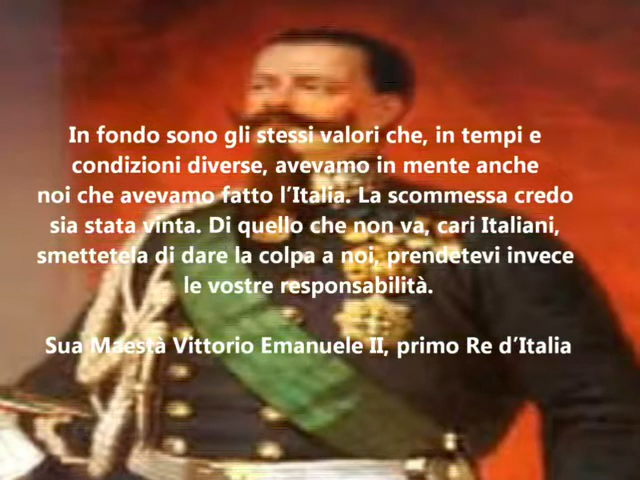 In fondo sono gli stessi valori che, in tempi e
condizioni diverse, avevamo in mente anche
noi che avevamo fatto l’Italia. La scommessa credo
sia stata vinta. Di quello che non va, cari Italiani,
smettetela di dare la colpa a noi, prendetevi invece
le vostre responsabilità.
Sua Maestà Vittorio Emanuele II, primo Re d’Italia